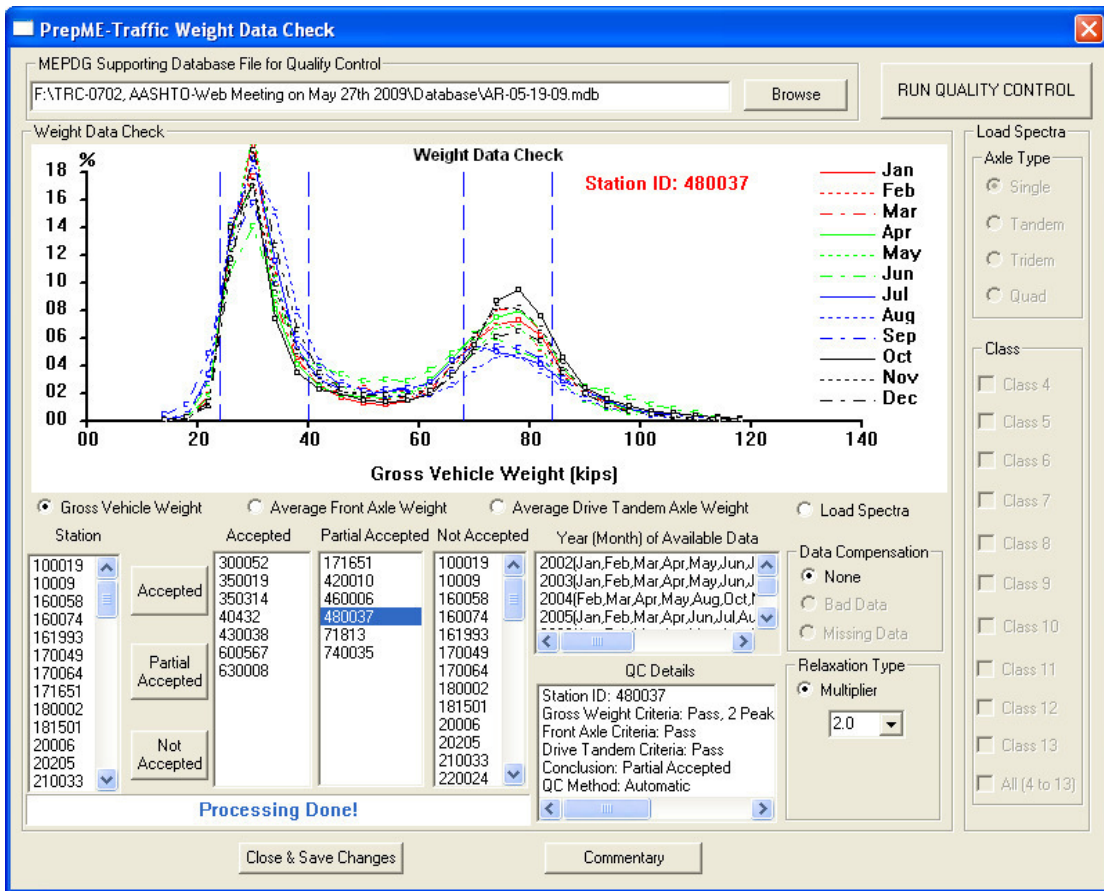 PrepME-Traffic Weight Data Check
MEPDG Supporting Database File for Qualify Control
F:\TRC-0702, AASHTO-Web Meeting on May 27th 2009\Database\AR-05-19-09.mdb
Browse
RUN QUALITY CONTROL
Weight Data Check
Weight Data Check
Station ID: 480037
%
18
16
14
12
10
08
06
04
02
00
00 20 40 60 80 100 120 140
Gross Vehicle Weight (kips)
Jan
Feb
Mar
Apr
May
Jun
Jul
Aug
Sep
Oct
Nov
Dec
Load Spectra
Axle Type
Single
Tandem
Tridem
Quad
Class
Class 4
Class 5
Class 6
Class 7
Class 8
Class 9
Class 10
Class 11
Class 12
Class 13
All (4 to 13)
Gross Vehicle Weight
Average Front Axle Weight
Average Drive Tandem Axle Weight
Load Spectra
Station
100019
10009
160058
160074
161993
170049
170064
171651
180002
181501
20006
20205
210033
Accepted
Partial
Accepted
Not
Accepted
Accepted
300052
350019
350314
40432
430038
600567
630008
Partial Accepted
171651
420010
460006
480037
71813
740035
Not Accepted
100019
10009
160058
160074
161993
170049
170064
180002
181501
20006
20205
210033
220024
Year (Month) of Available Data
2002(Jan,Feb,Mar,Apr,May,Jun,J
2003(Jan,Feb,Mar,Apr,May,Jun,J
2004(Feb,Mar,Apr,May,Aug,Oct,
2005(Jan,Feb,Mar,Apr,Jun,Jul,Au
QC Details
Station ID: 480037
Gross Weight Criteria: Pass, 2 Peak
Front Axle Criteria: Pass
Drive Tandem Criteria: Pass
Conclusion: Partial Accepted
QC Method: Automatic
Data Compensation
None
Bad Data
Missing Data
Relaxation Type
Multiplier
2.0
Processing Done!
Close & Save Changes
Commentary